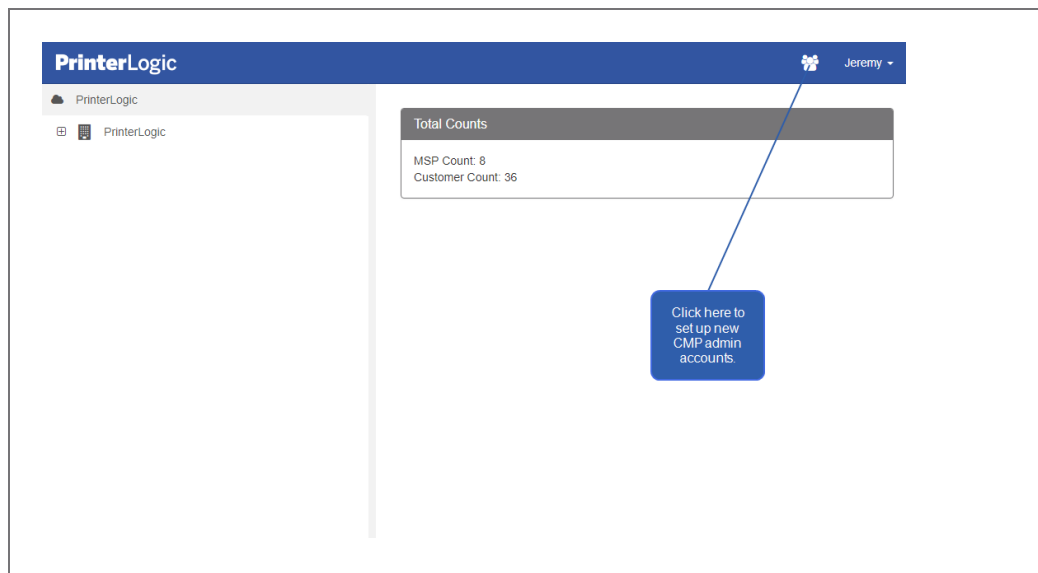 PrinterLogic
Jeremy
PrinterLogic
PrinterLogic
Total Counts
MSP Count: 8
Customer Count: 36
Click here to
set up new
CMP admin
accounts.